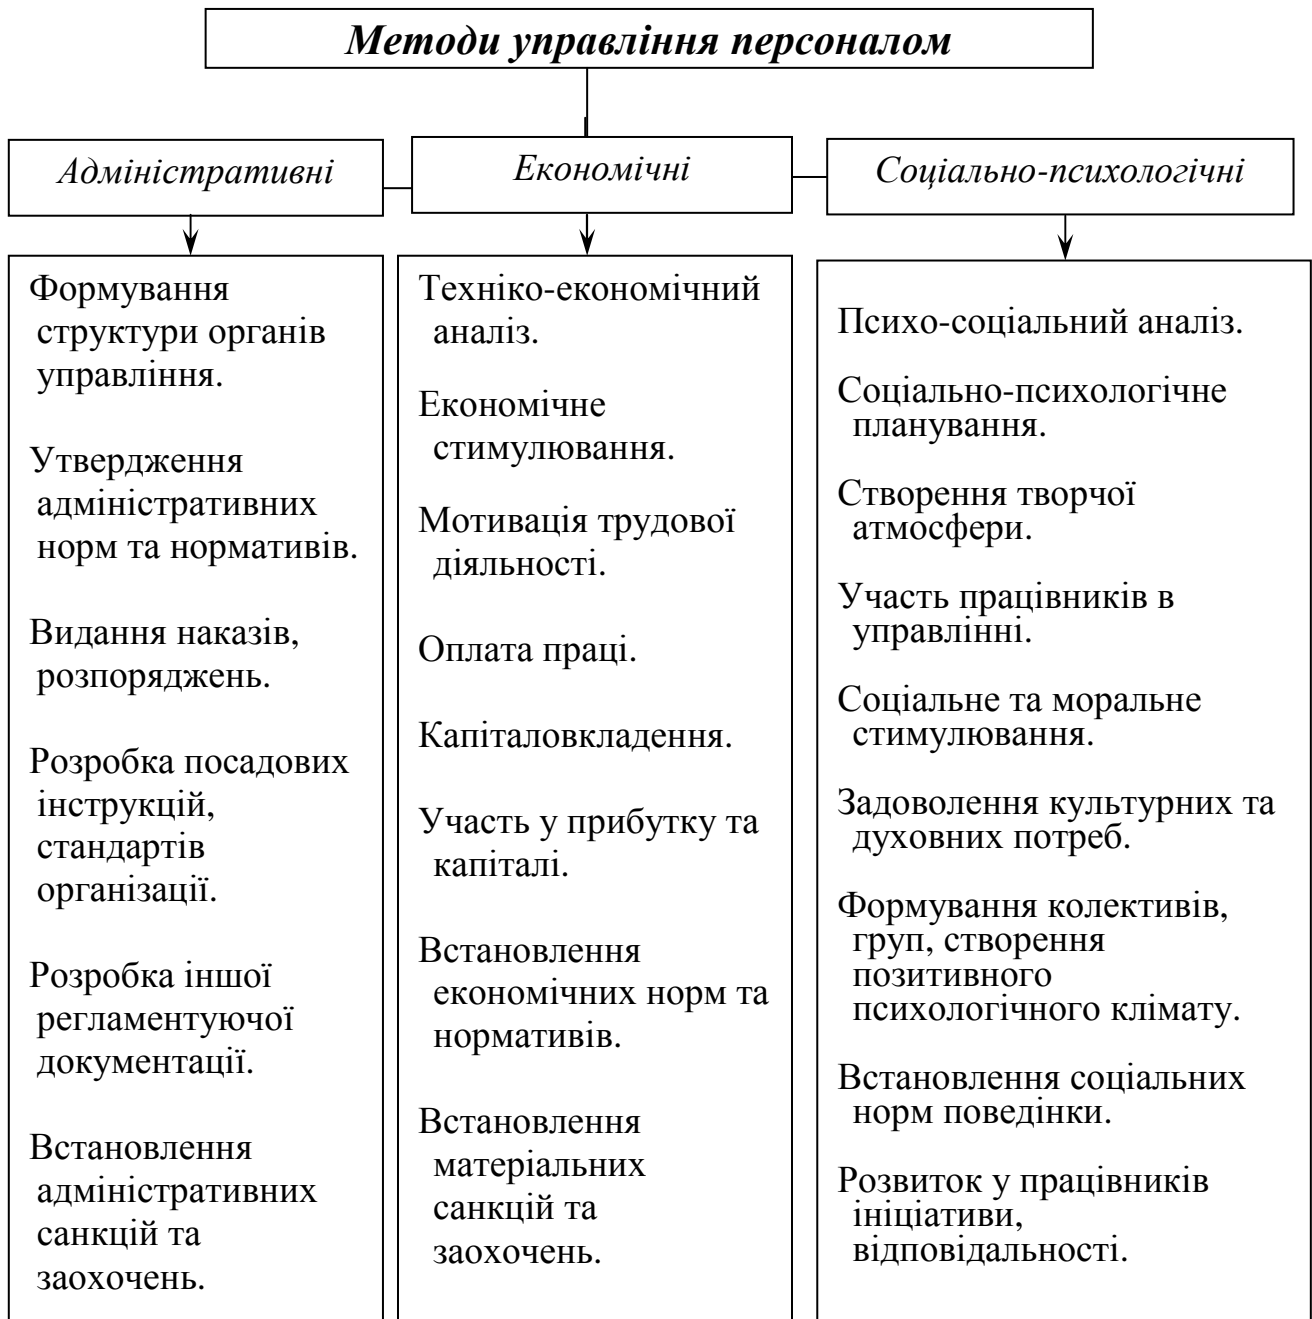 Методи управління персоналом
Адміністративні
Економічні
Соціально-психологічні
Формування
структури органів
управління.
Утвердження
адміністративних
норм та нормативів.
Видання наказів,
розпоряджень.
Розробка посадових
інструкцій,
стандартів
організації.
Розробка іншої
регламентуючої
документації.
Встановлення
адміністративних
санкцій та
заохочень.
Техніко-економічний
аналіз.
Економічне
стимулювання.
Мотивація трудової
діяльності.
Оплата праці.
Капіталовкладення.
Участь у прибутку та
капіталі.
Встановлення
економічних норм та
нормативів.
Встановлення
матеріальних
санкцій та
заохочень.
Психо-соціальний аналіз.
Соціально-психологічне
планування.
Створення творчої
атмосфери.
Участь працівників в
управлінні.
Соціальне та моральне
стимулювання.
Задоволення культурних та
духовних потреб.
Формування колективів,
груп, створення
позитивного
психологічного клімату.
Встановлення соціальних
норм поведінки.
Розвиток у працівників
ініціативи,
відповідальності.